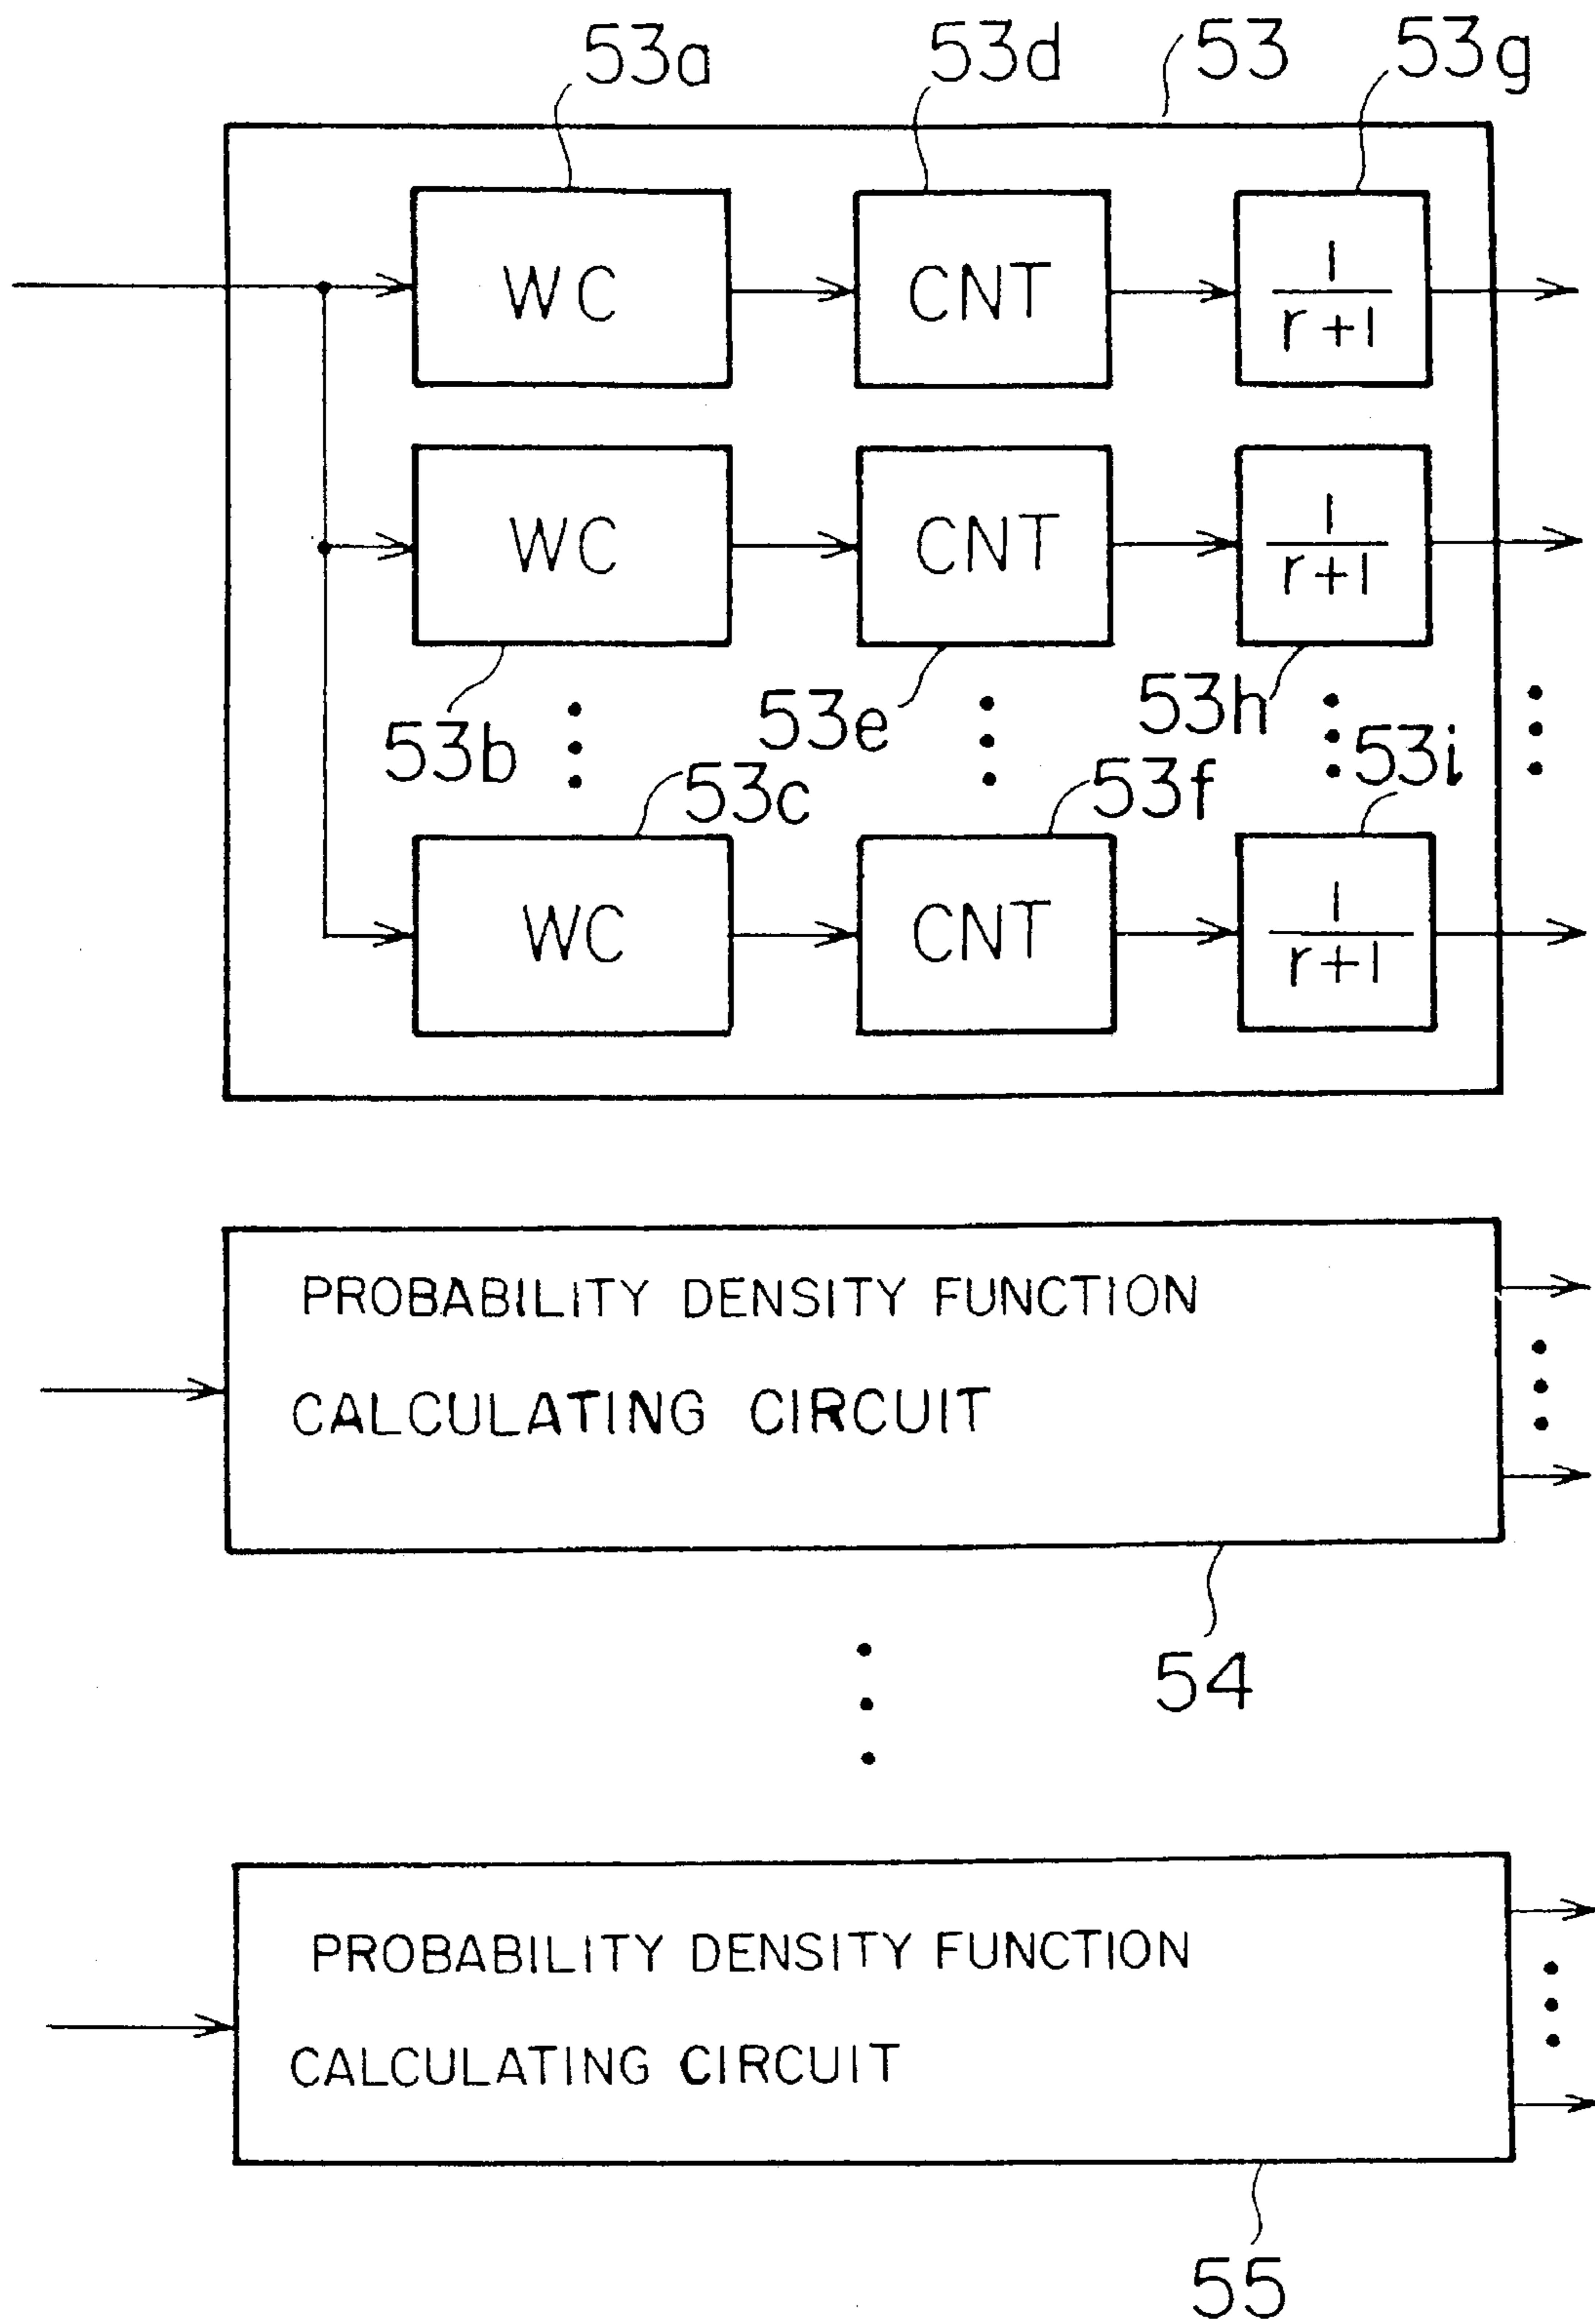 53a 53d 53 53g
WC CNT 1/(r+1)
WC CNT 1/(r+1)
53b 53e 53h
53c 53f 53i
WC CNT 1/(r+1)
PROBABILITY DENSITY FUNCTION
CALCULATING CIRCUIT
54
PROBABILITY DENSITY FUNCTION
CALCULATING CIRCUIT
55